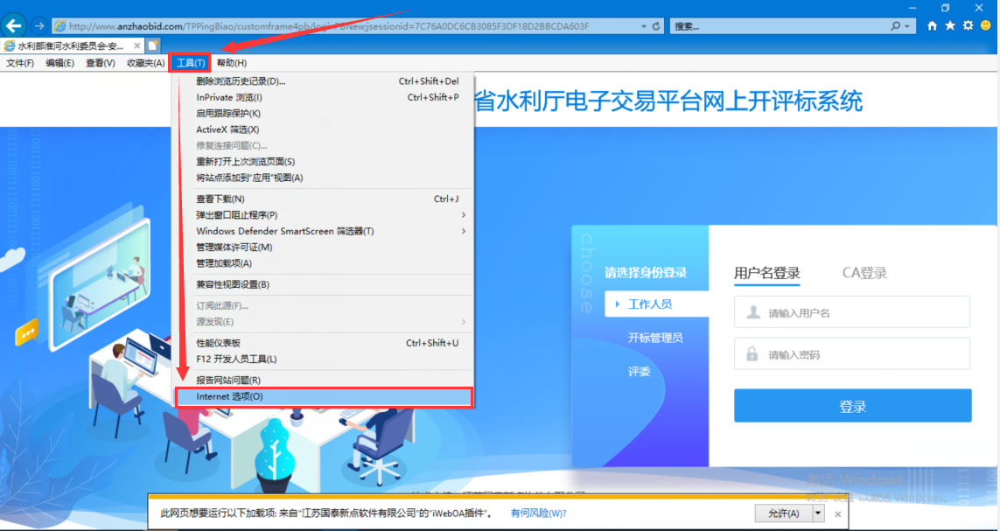 http://www.anzhaobid.com/TPPingBiao/customframe4pb/loginPBNew;jsessionid=7C76A0DC6CB3085F3DF18D2BBCDA603F
搜索...
水利部淮河水利委员会-安...
文件(F) 编辑(E) 查看(V) 收藏夹(A) 工具(T) 帮助(H)
删除浏览历史记录(D)... Ctrl+Shift+Del
InPrivate 浏览(I) Ctrl+Shift+P
启用跟踪保护(K)
ActiveX 筛选(X)
修复连接问题(C)...
重新打开上次浏览页面(S)
将站点添加到“应用”视图(A)
查看下载(N) Ctrl+J
弹出窗口阻止程序(P)
Windows Defender SmartScreen 筛选器(T)
管理媒体许可证(M)
管理加载项(A)
兼容性视图设置(B)
订阅此源(F)...
源发现(E)
性能仪表板 Ctrl+Shift+U
F12 开发人员工具(L)
报告网站问题(R)
Internet 选项(O)
省水利厅电子交易平台网上开评标系统
choose
请选择身份登录
工作人员
开标管理员
评委
用户名登录 CA登录
请输入用户名
请输入密码
登录
激活 Windows
转到"设置"以激活 Windows。
此网页想要运行以下加载项: 来自“江苏国泰新点软件有限公司”的“iWebOA插件”。 有何风险(W)? 允许(A)